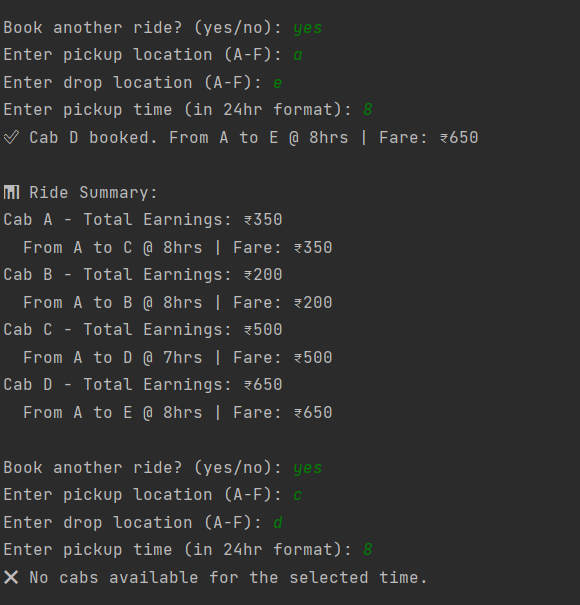 Book another ride? (yes/no): yes
Enter pickup location (A-F): a
Enter drop location (A-F): e
Enter pickup time (in 24hr format): 8
✅ Cab D booked. From A to E @ 8hrs | Fare: ₹650
📊 Ride Summary:
Cab A - Total Earnings: ₹350
  From A to C @ 8hrs | Fare: ₹350
Cab B - Total Earnings: ₹200
  From A to B @ 8hrs | Fare: ₹200
Cab C - Total Earnings: ₹500
  From A to D @ 7hrs | Fare: ₹500
Cab D - Total Earnings: ₹650
  From A to E @ 8hrs | Fare: ₹650
Book another ride? (yes/no): yes
Enter pickup location (A-F): c
Enter drop location (A-F): d
Enter pickup time (in 24hr format): 8
❌ No cabs available for the selected time.